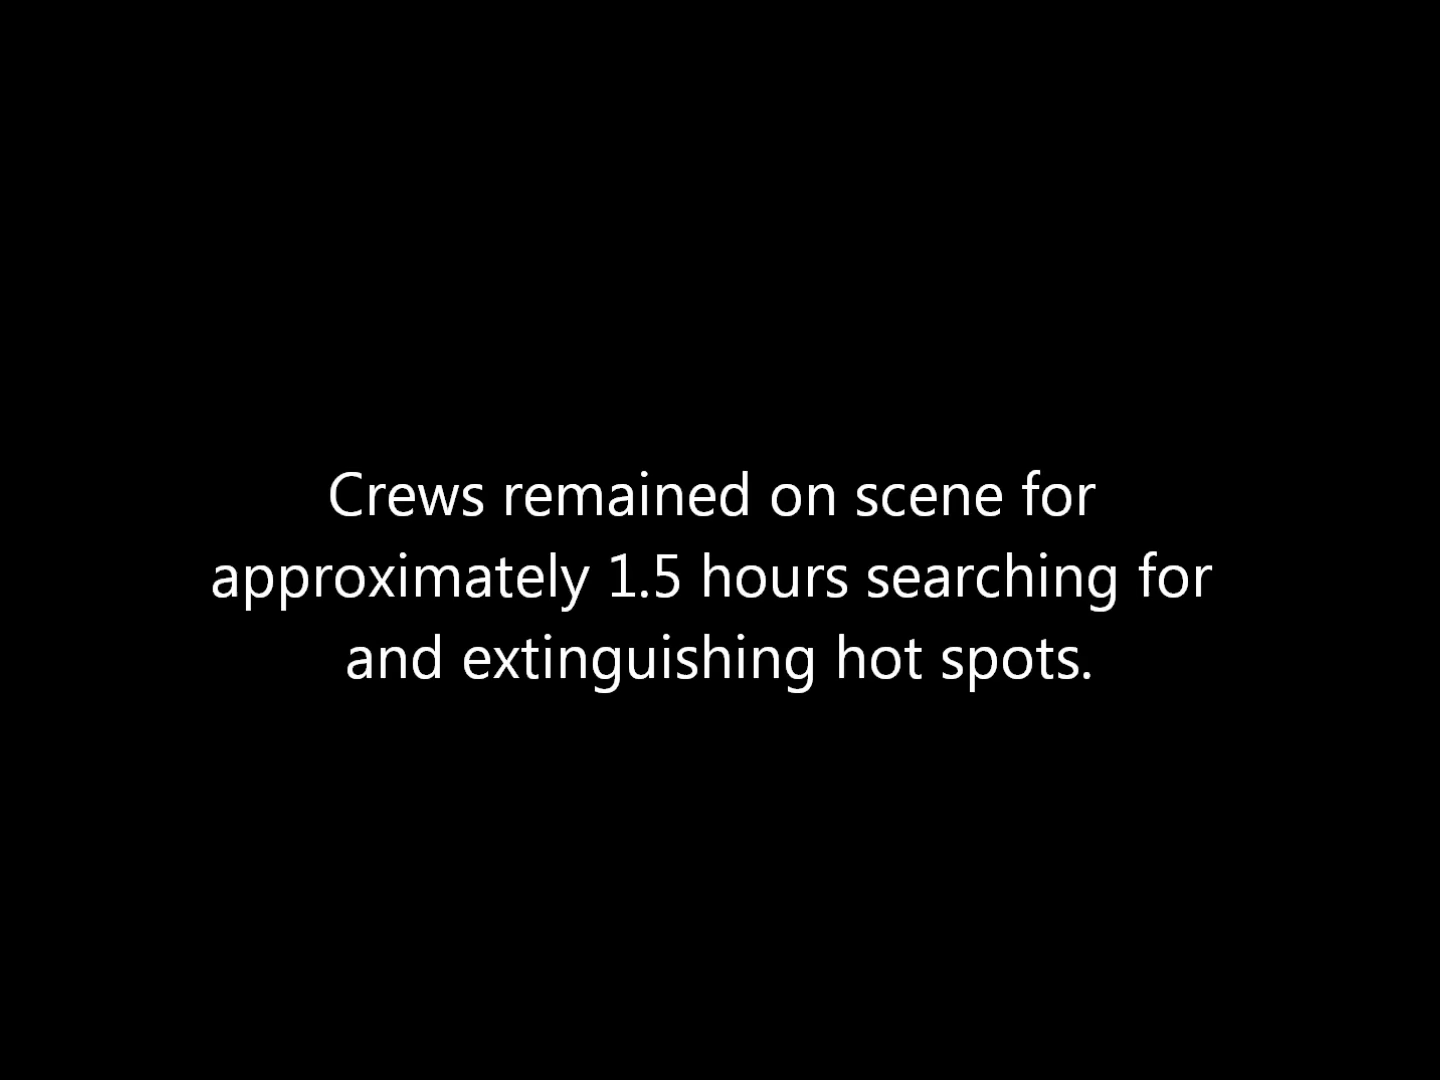 Crews remained on scene for
approximately 1.5 hours searching for
and extinguishing hot spots.